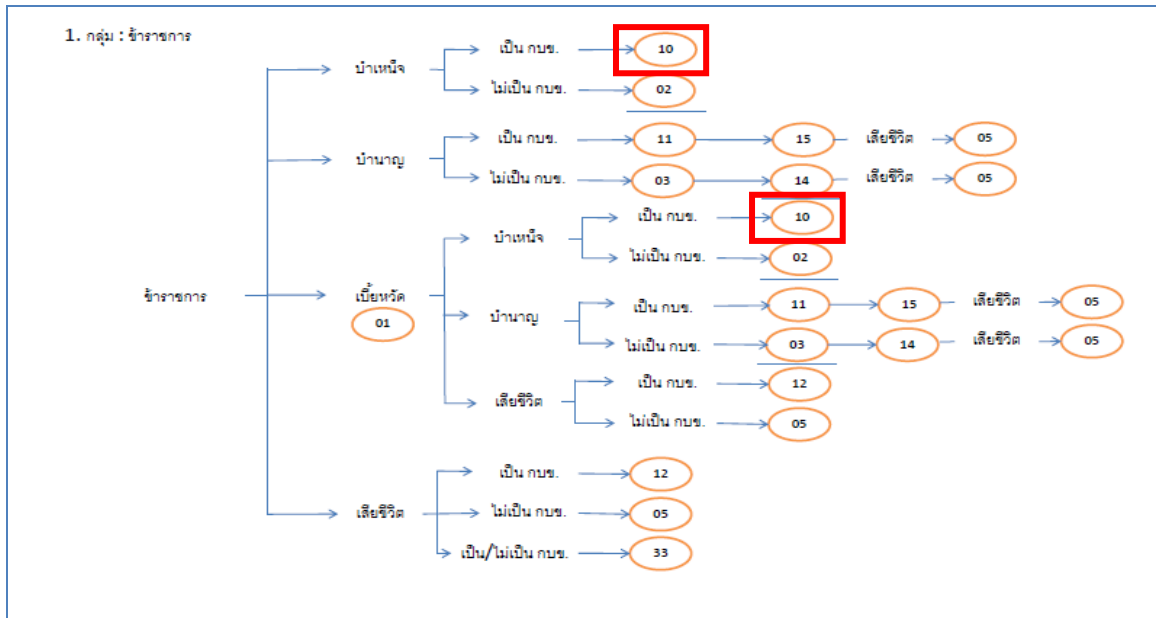 1. กลุ่ม : ข้าราชการ
เป็น กบข. 10
บำเหน็จ
ไม่เป็น กบข. 02
เป็น กบข. 11 15 เสียชีวิต 05
บำนาญ
ไม่เป็น กบข. 03 14 เสียชีวิต 05
เป็น กบข. 10
บำเหน็จ
ไม่เป็น กบข. 02
ข้าราชการ เบี้ยหวัด
01
เป็น กบข. 11 15 เสียชีวิต 05
บำนาญ
ไม่เป็น กบข. 03 14 เสียชีวิต 05
เป็น กบข. 12
เสียชีวิต
ไม่เป็น กบข. 05
เป็น กบข. 12
เสียชีวิต ไม่เป็น กบข. 05
เป็น/ไม่เป็น กบข. 33